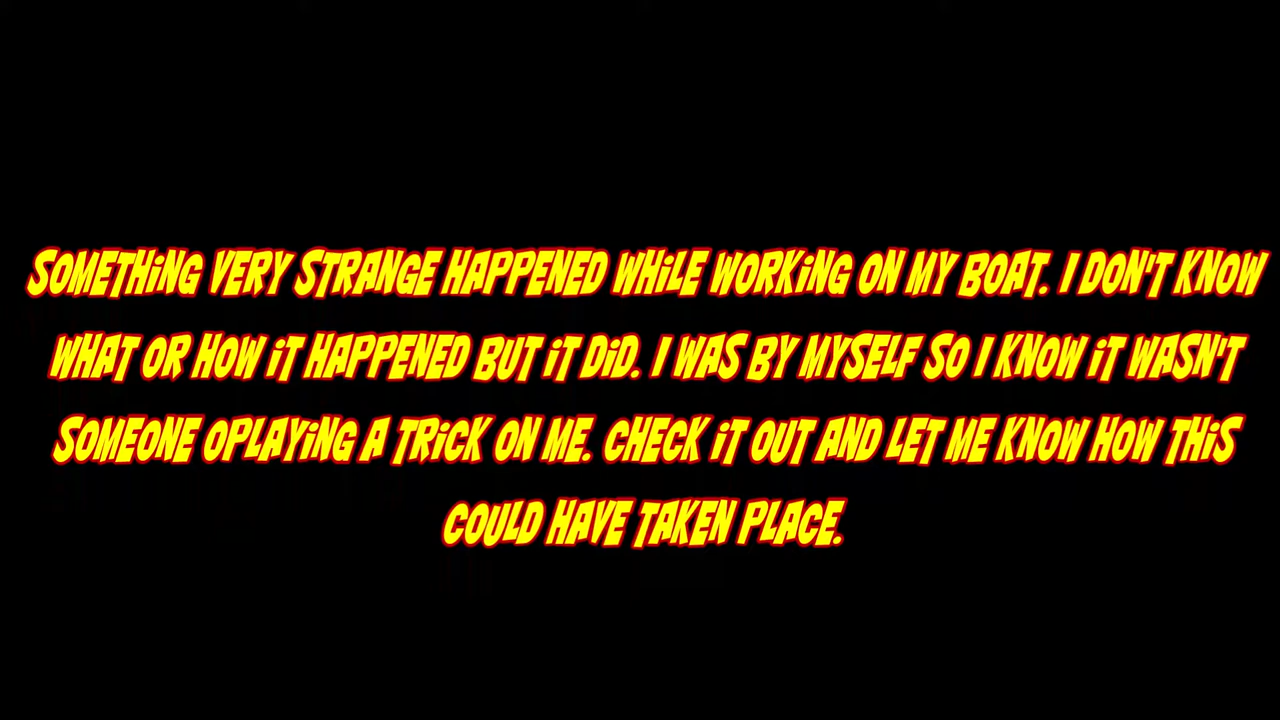 SOMETHiNG VERY STRANGE HAPPENED WHiLE WORKiNG ON MY BOAT. I DON'T KNOW
WHAT OR HOW iT HAPPENED BUT iT DiD. I WAS BY MYSELF SO I KNOW iT WASN'T
SOMEONE OPLAYiNG A TRiCK ON ME. CHECK iT OUT AND LET ME KNOW HOW THiS
COULD HAVE TAKEN PLACE.